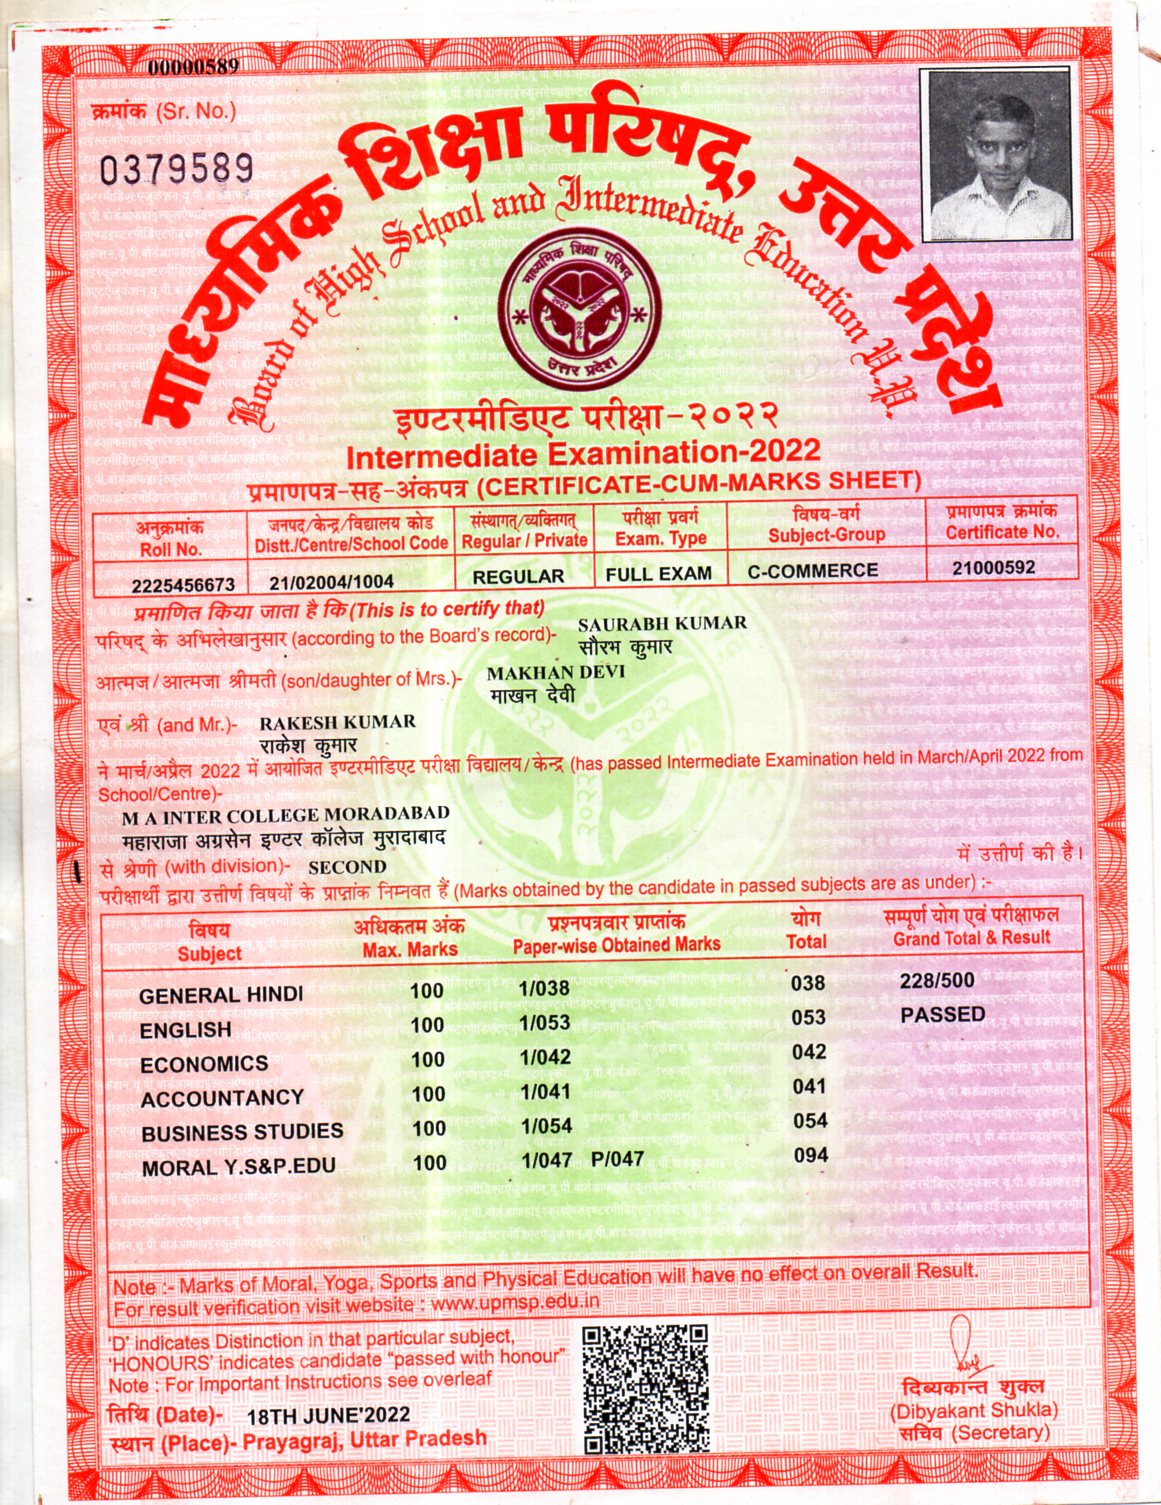 00000589
क्रमांक (Sr. No.)
0379589
माध्यमिक शिक्षा परिषद्, उत्तर प्रदेश
Board of High School and Intermediate Education U.P.
माध्यमिक शिक्षा परिषद्
उत्तर प्रदेश
इण्टरमीडिएट परीक्षा-२०२२
Intermediate Examination-2022
प्रमाणपत्र-सह-अंकपत्र (CERTIFICATE-CUM-MARKS SHEET)
अनुक्रमांक जनपद/केन्द्र/विद्यालय कोड संस्थागत्/व्यक्तिगत् परीक्षा प्रवर्ग विषय-वर्ग प्रमाणपत्र क्रमांक
Roll No. Distt./Centre/School Code Regular / Private Exam. Type Subject-Group Certificate No.
2225456673 21/02004/1004 REGULAR FULL EXAM C-COMMERCE 21000592
प्रमाणित किया जाता है कि (This is to certify that)
परिषद् के अभिलेखानुसार (according to the Board's record)- SAURABH KUMAR
सौरभ कुमार
आत्मज/आत्मजा श्रीमती (son/daughter of Mrs.)- MAKHAN DEVI
माखन देवी
एवं श्री (and Mr.)- RAKESH KUMAR
राकेश कुमार
ने मार्च/अप्रैल 2022 में आयोजित इण्टरमीडिएट परीक्षा विद्यालय/केन्द्र (has passed Intermediate Examination held in March/April 2022 from
School/Centre)-
M A INTER COLLEGE MORADABAD
महाराजा अग्रसेन इण्टर कॉलेज मुरादाबाद
से श्रेणी (with division)- SECOND में उत्तीर्ण की है।
परीक्षार्थी द्वारा उत्तीर्ण विषयों के प्राप्तांक निम्नवत हैं (Marks obtained by the candidate in passed subjects are as under) :-
विषय अधिकतम अंक प्रश्नपत्रवार प्राप्तांक योग सम्पूर्ण योग एवं परीक्षाफल
Subject Max. Marks Paper-wise Obtained Marks Total Grand Total & Result
GENERAL HINDI 100 1/038 038 228/500
ENGLISH 100 1/053 053 PASSED
ECONOMICS 100 1/042 042
ACCOUNTANCY 100 1/041 041
BUSINESS STUDIES 100 1/054 054
MORAL Y.S&P.EDU 100 1/047 P/047 094
Note :- Marks of Moral, Yoga, Sports and Physical Education will have no effect on overall Result.
For result verification visit website : www.upmsp.edu.in
'D' indicates Distinction in that particular subject,
'HONOURS' indicates candidate "passed with honour"
Note : For Important Instructions see overleaf
तिथि (Date)- 18TH JUNE'2022
स्थान (Place)- Prayagraj, Uttar Pradesh
दिब्यकान्त शुक्ल
(Dibyakant Shukla)
सचिव (Secretary)